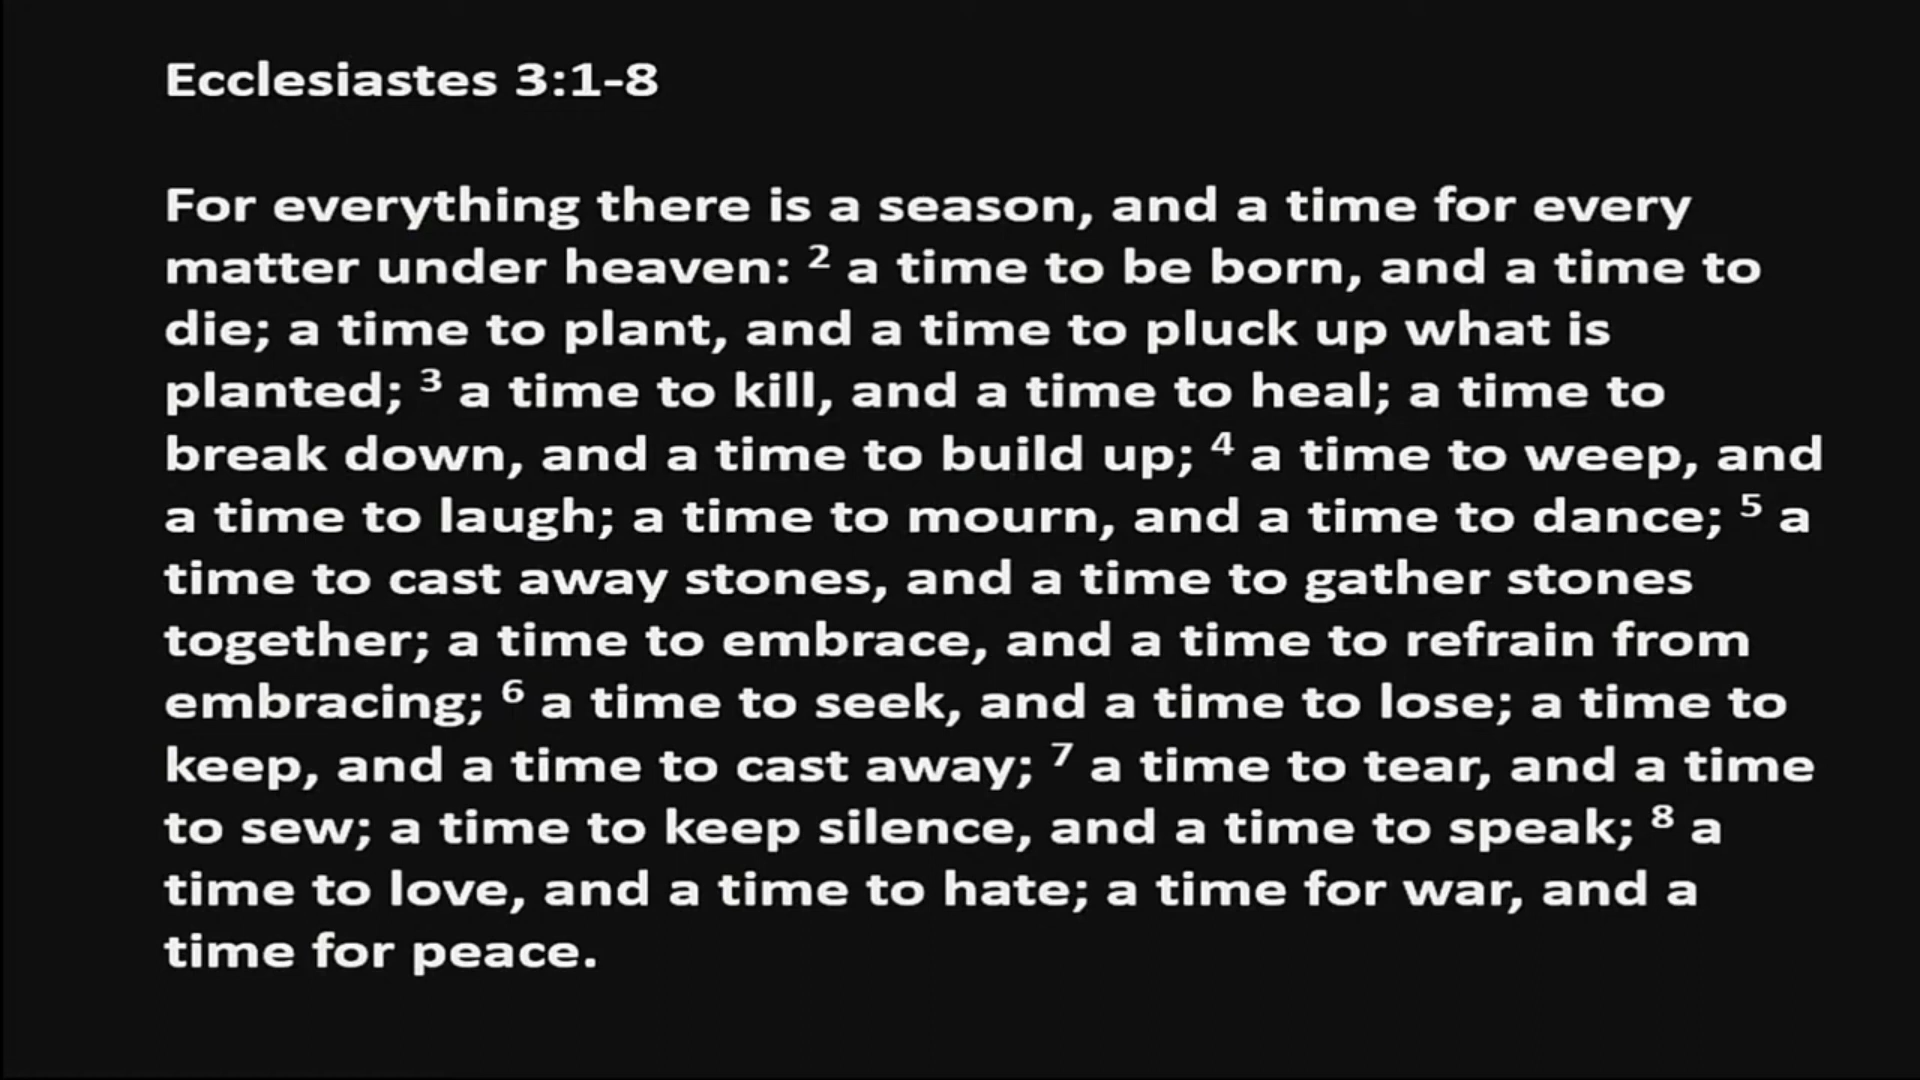 Ecclesiastes 3:1-8
For everything there is a season, and a time for every
matter under heaven: ² a time to be born, and a time to
die; a time to plant, and a time to pluck up what is
planted; ³ a time to kill, and a time to heal; a time to
break down, and a time to build up; ⁴ a time to weep, and
a time to laugh; a time to mourn, and a time to dance; ⁵ a
time to cast away stones, and a time to gather stones
together; a time to embrace, and a time to refrain from
embracing; ⁶ a time to seek, and a time to lose; a time to
keep, and a time to cast away; ⁷ a time to tear, and a time
to sew; a time to keep silence, and a time to speak; ⁸ a
time to love, and a time to hate; a time for war, and a
time for peace.